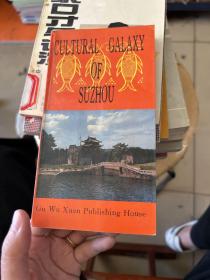 CULTURAL GALAXY
OF
SUZHOU
Gu Wu Xuan Publishing House